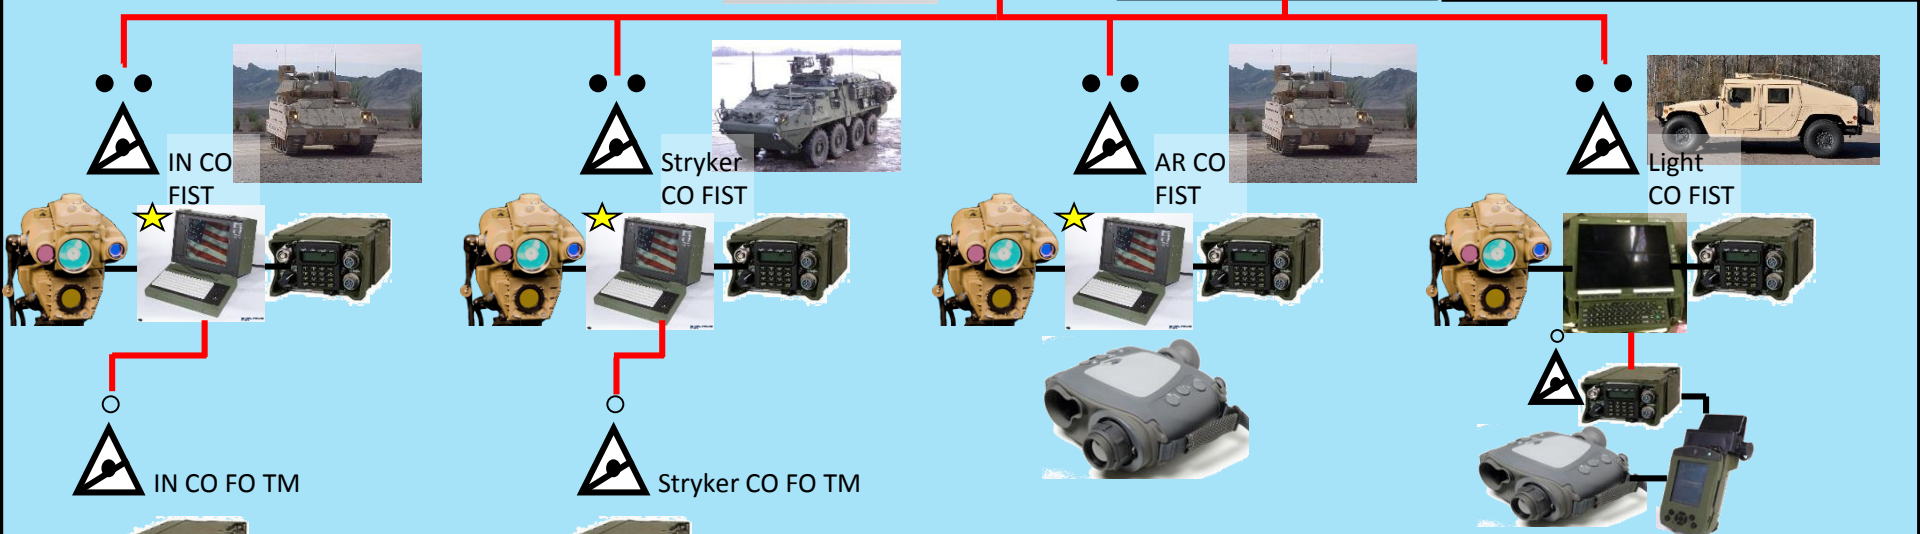 IN CO
FIST
Stryker
CO FIST
AR CO
FIST
Light
CO FIST
IN CO FO TM
Stryker CO FO TM